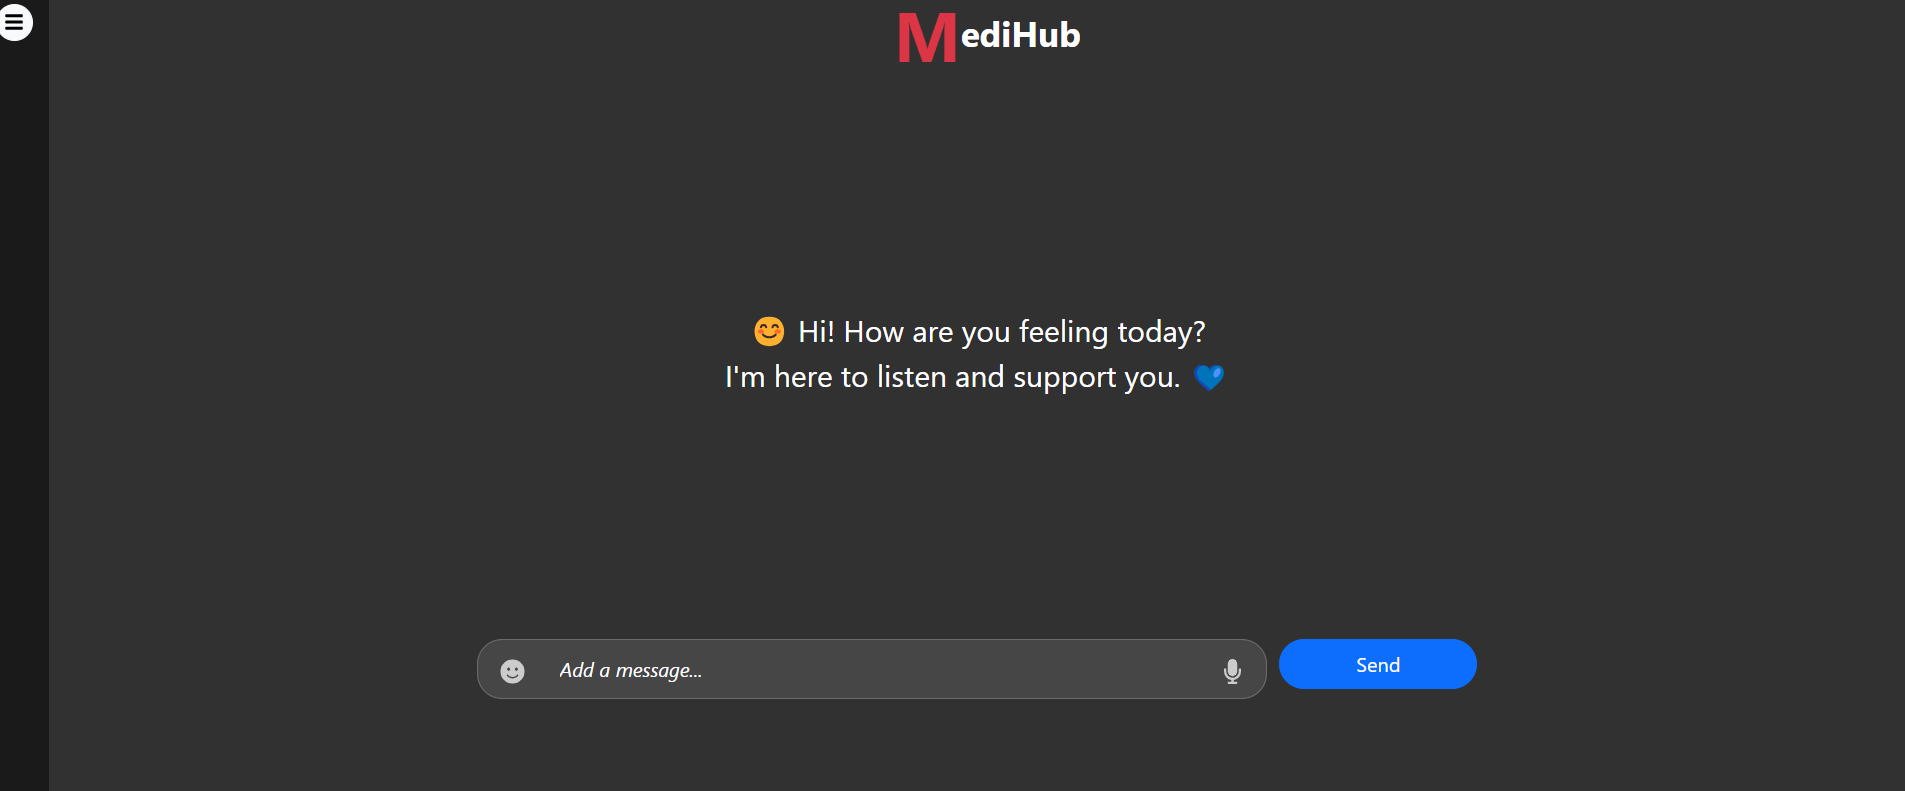 MediHub
😊 Hi! How are you feeling today?
I'm here to listen and support you. 💙
Add a message...
Send